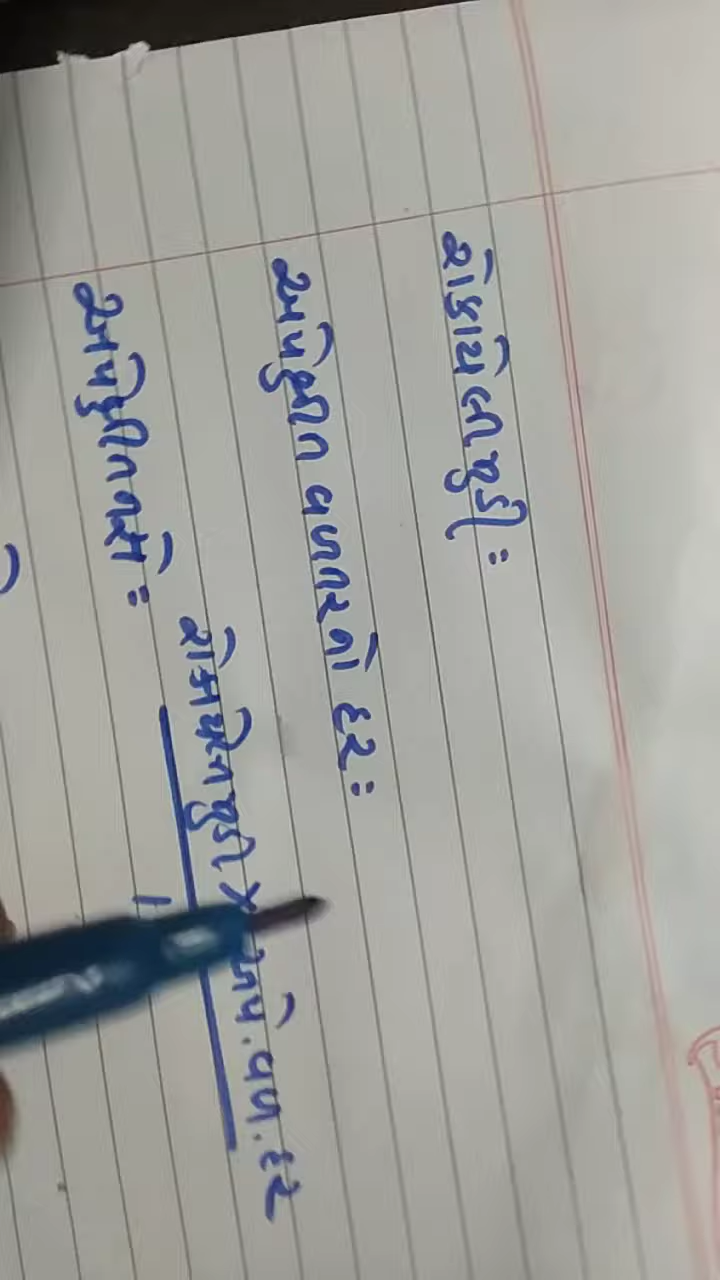 રોકાયેલ મૂડી :
અપેક્ષીત વળતરનો દર :
અપેક્ષીત નફો :
રોકાયેલ મૂડી × અપે. વળ. દર